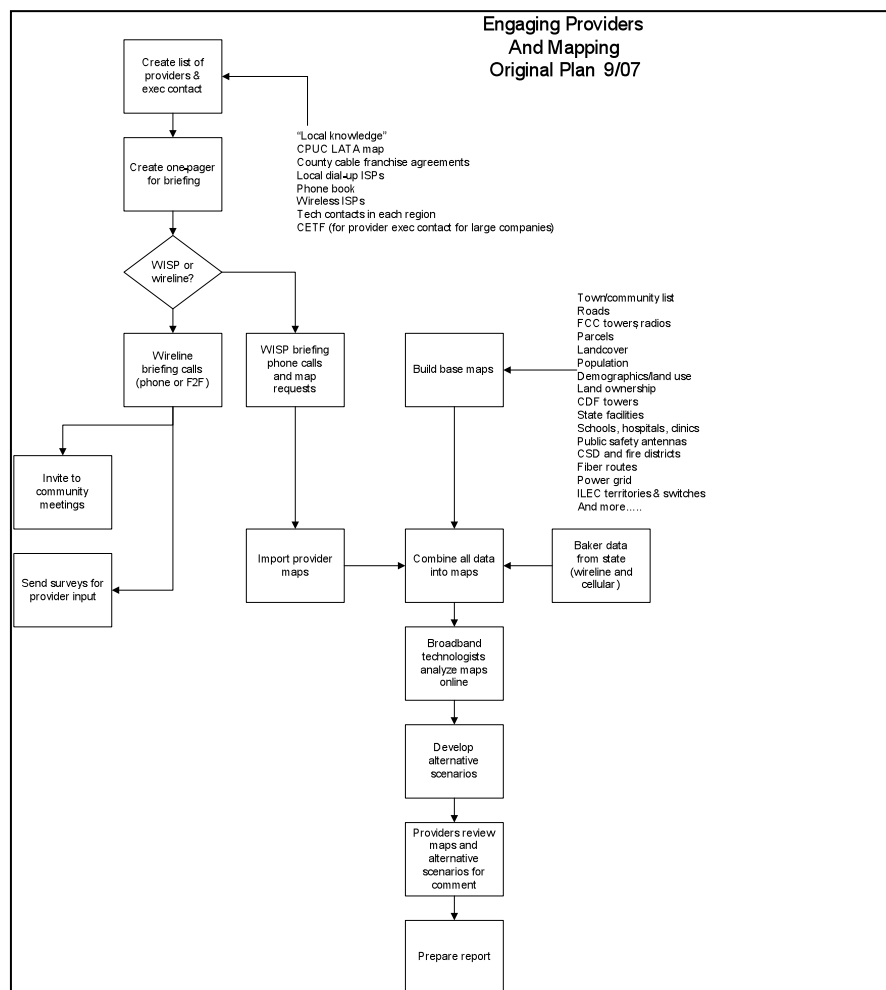 Engaging Providers
And Mapping
Original Plan 9/07
Create list of
providers &
exec contact
"Local knowledge"
CPUC LATA map
County cable franchise agreements
Local dial-up ISPs
Phone book
Wireless ISPs
Tech contacts in each region
CETF (for provider exec contact for large companies)
Create one-pager
for briefing
WISP or
wireline?
Wireline
briefing calls
(phone or F2F)
WISP briefing
phone calls
and map
requests
Build base maps
Town/community list
Roads
FCC towers, radios
Parcels
Landcover
Population
Demographics/land use
Land ownership
CDF towers
State facilities
Schools, hospitals, clinics
Public safety antennas
CSD and fire districts
Fiber routes
Power grid
ILEC territories & switches
And more.....
Invite to
community
meetings
Send surveys for
provider input
Import provider
maps
Combine all data
into maps
Baker data
from state
(wireline and
cellular)
Broadband
technologists
analyze maps
online
Develop
alternative
scenarios
Providers review
maps and
alternative
scenarios for
comment
Prepare report